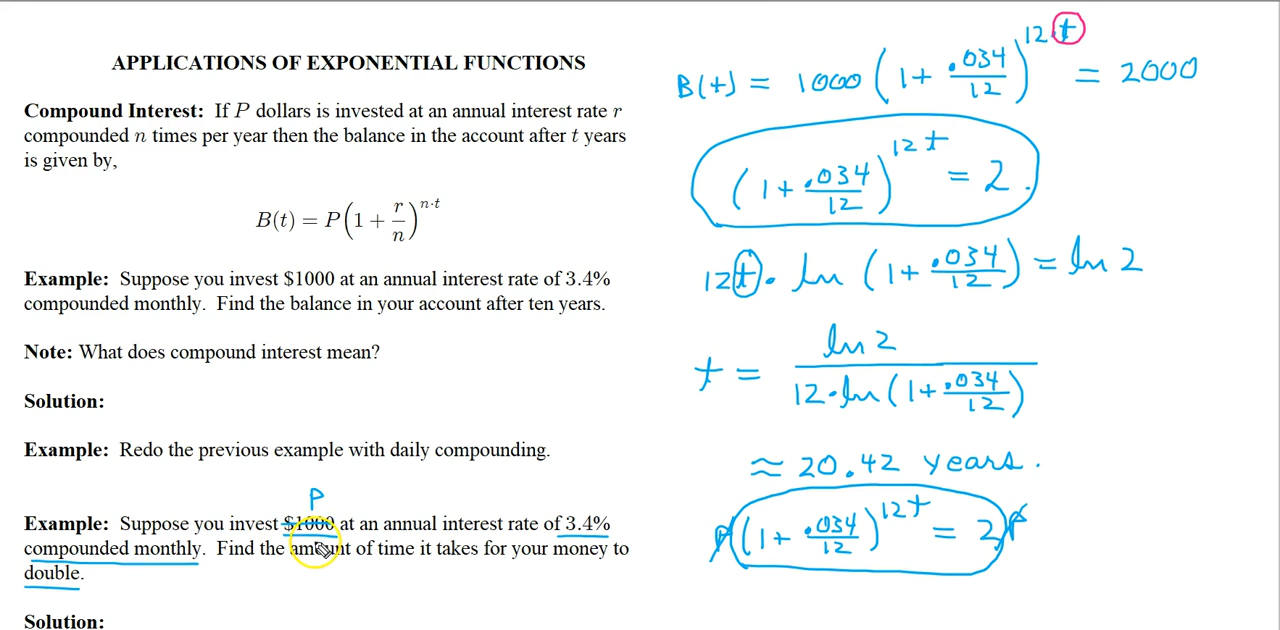 APPLICATIONS OF EXPONENTIAL FUNCTIONS
Compound Interest: If P dollars is invested at an annual interest rate r
compounded n times per year then the balance in the account after t years
is given by,
B(t) = P(1 + r/n)^(n·t)
Example: Suppose you invest $1000 at an annual interest rate of 3.4%
compounded monthly. Find the balance in your account after ten years.
Note: What does compound interest mean?
Solution:
Example: Redo the previous example with daily compounding.
P
Example: Suppose you invest $1000 at an annual interest rate of 3.4%
compounded monthly. Find the amount of time it takes for your money to
double.
Solution:
B(t) = 1000(1 + .034/12)^(12t) = 2000
(1 + .034/12)^(12t) = 2.
12t · ln(1 + .034/12) = ln 2
t = ln 2 / (12 · ln(1 + .034/12))
≈ 20.42 years.
P(1 + .034/12)^(12t) = 2P